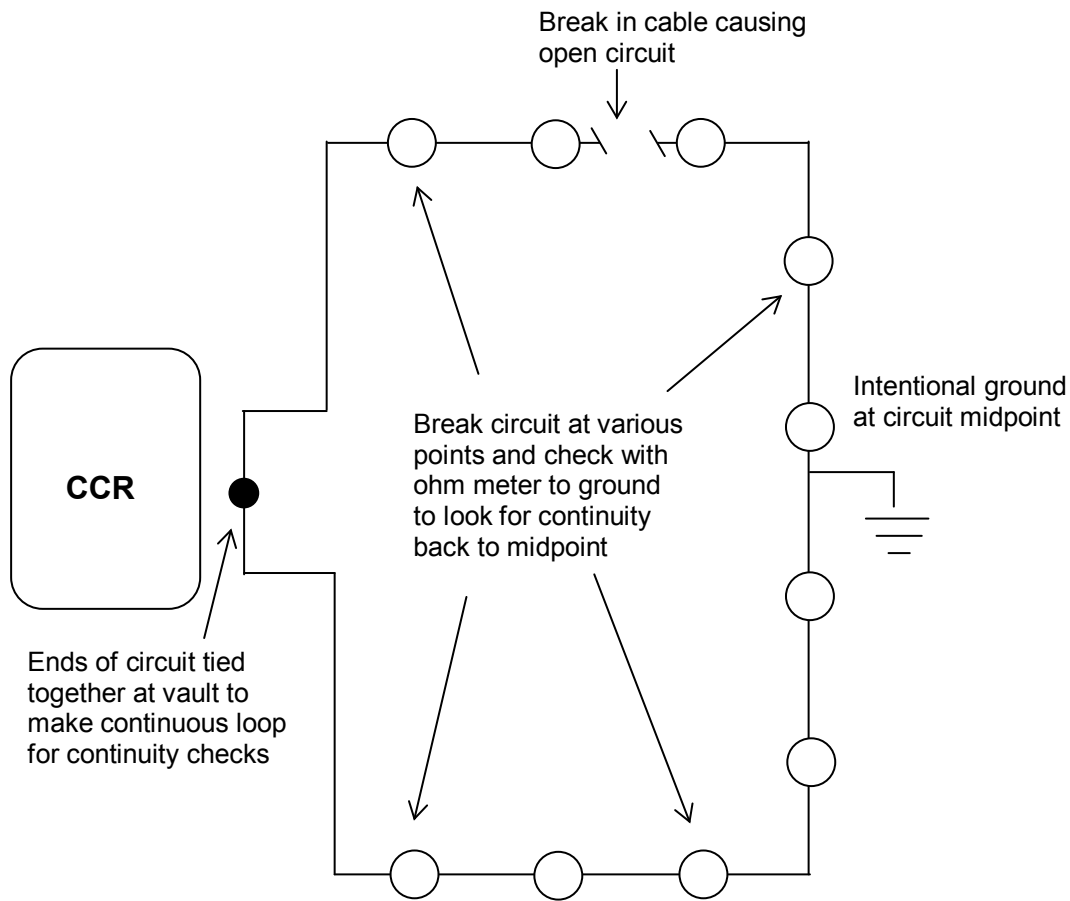 Break in cable causing
open circuit
Intentional ground
at circuit midpoint
Break circuit at various
points and check with
ohm meter to ground
to look for continuity
back to midpoint
CCR
Ends of circuit tied
together at vault to
make continuous loop
for continuity checks